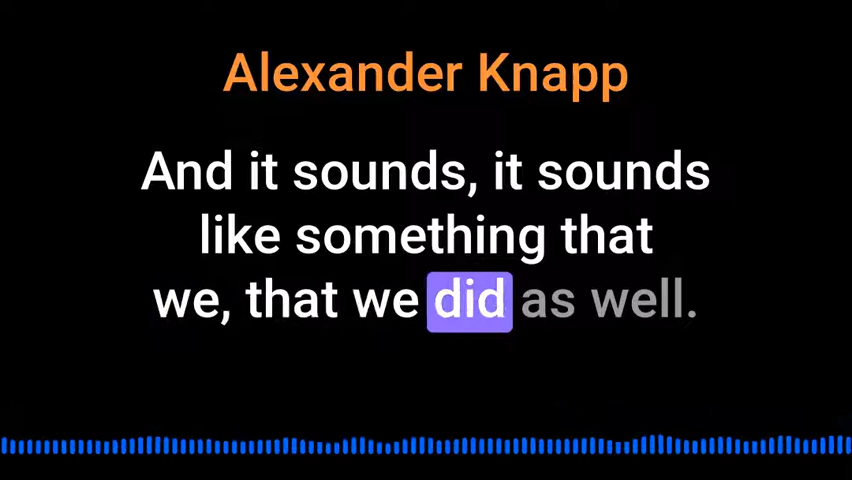 Alexander Knapp
And it sounds, it sounds
like something that
we, that we did as well.